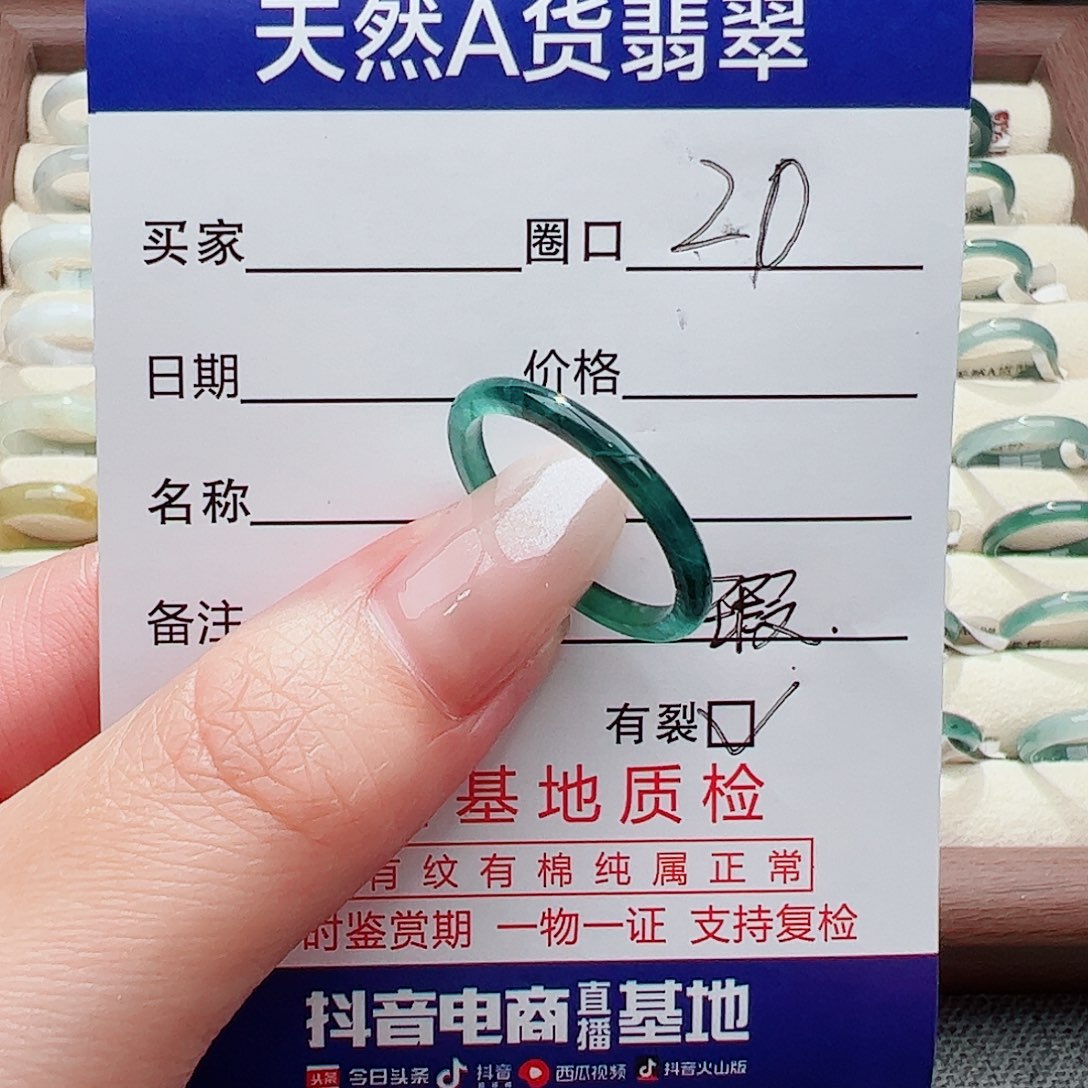 天然A货翡翠
买家 圈口 20
日期 价格
名称
备注 瑕.
有裂 ✓
基地质检
有纹有棉纯属正常
时鉴赏期 一物一证 支持复检
抖音电商直播基地
头条 今日头条 抖音 西瓜视频 抖音火山版